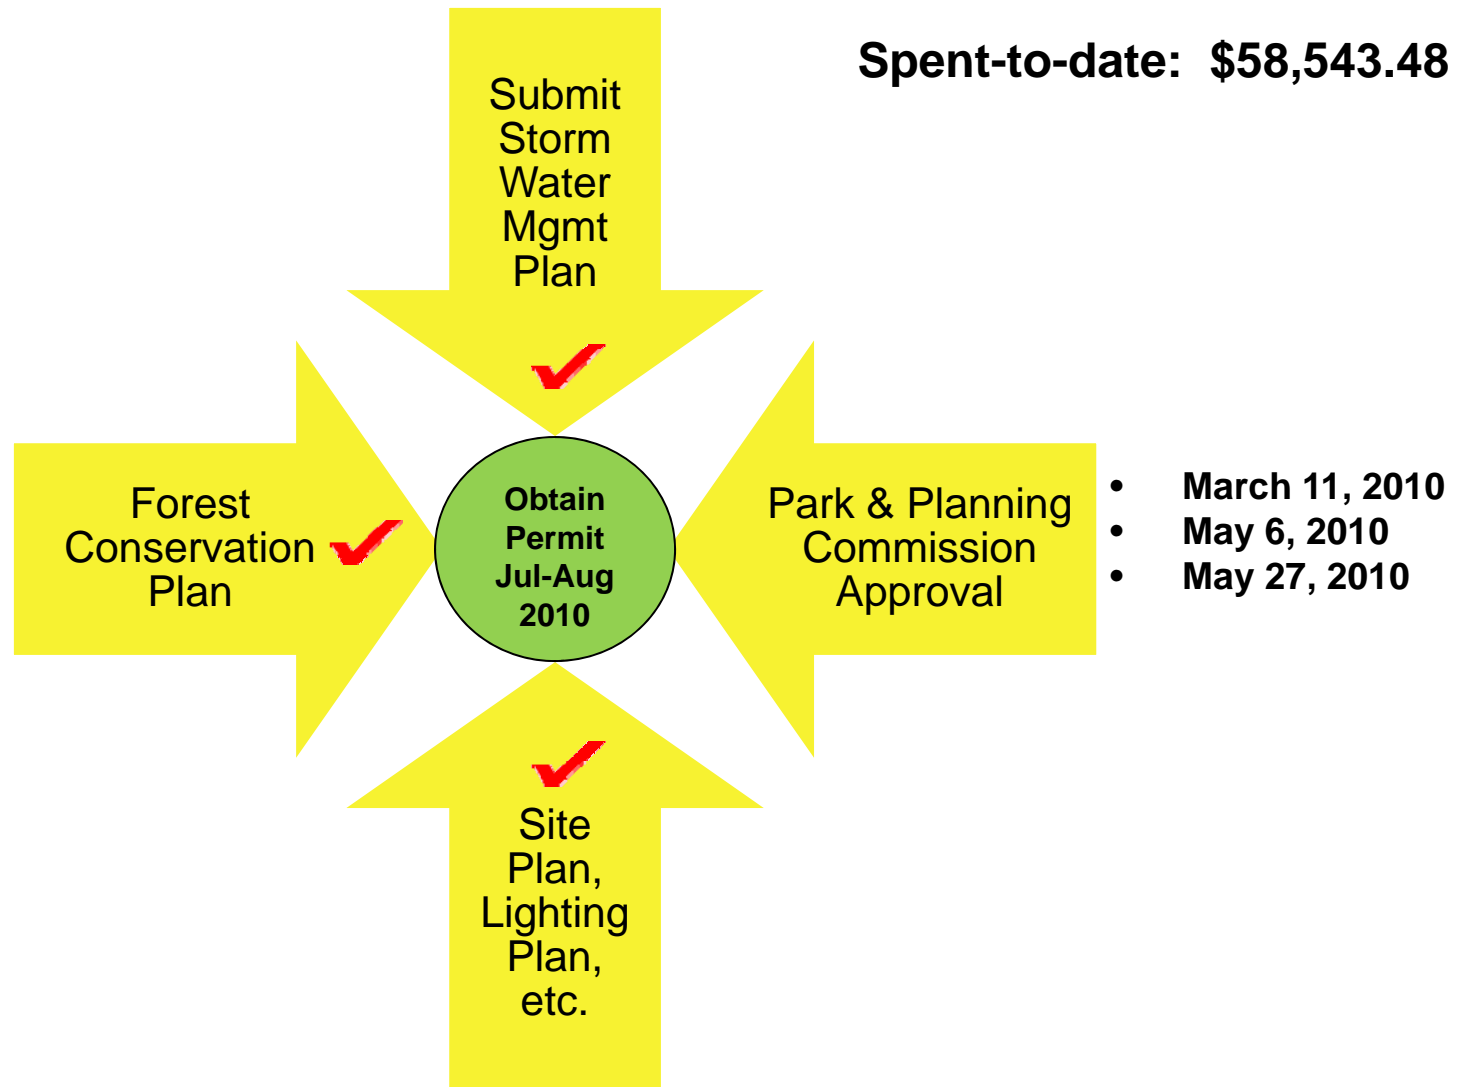 Spent-to-date: $58,543.48
Submit
Storm
Water
Mgmt
Plan
Forest
Conservation
Plan
Obtain
Permit
Jul-Aug
2010
Park & Planning
Commission
Approval
• March 11, 2010
• May 6, 2010
• May 27, 2010
Site
Plan,
Lighting
Plan,
etc.